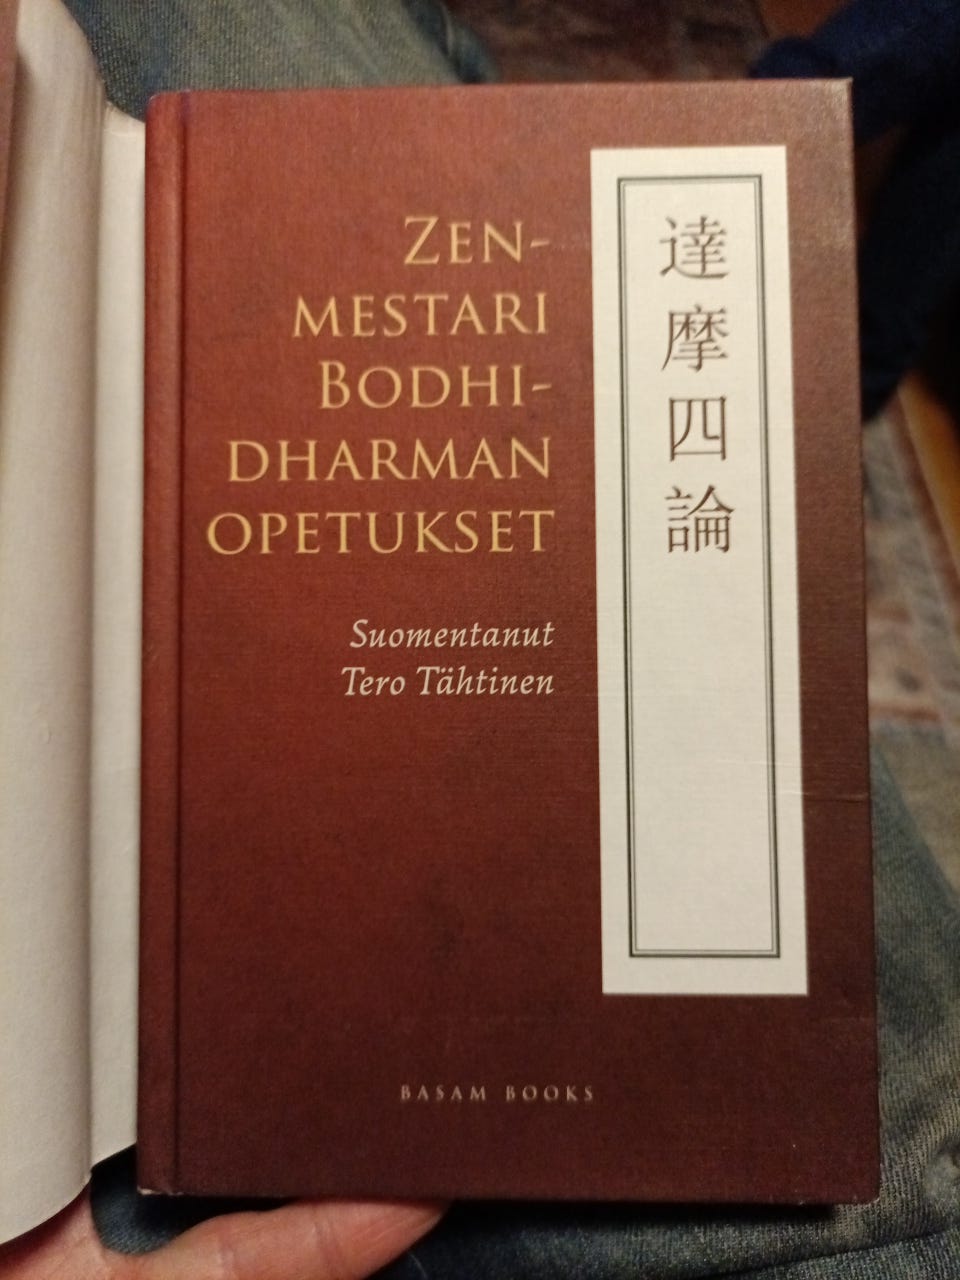 ZEN-
MESTARI
BODHI-
DHARMAN
OPETUKSET
Suomentanut
Tero Tähtinen
達摩四論
BASAM BOOKS